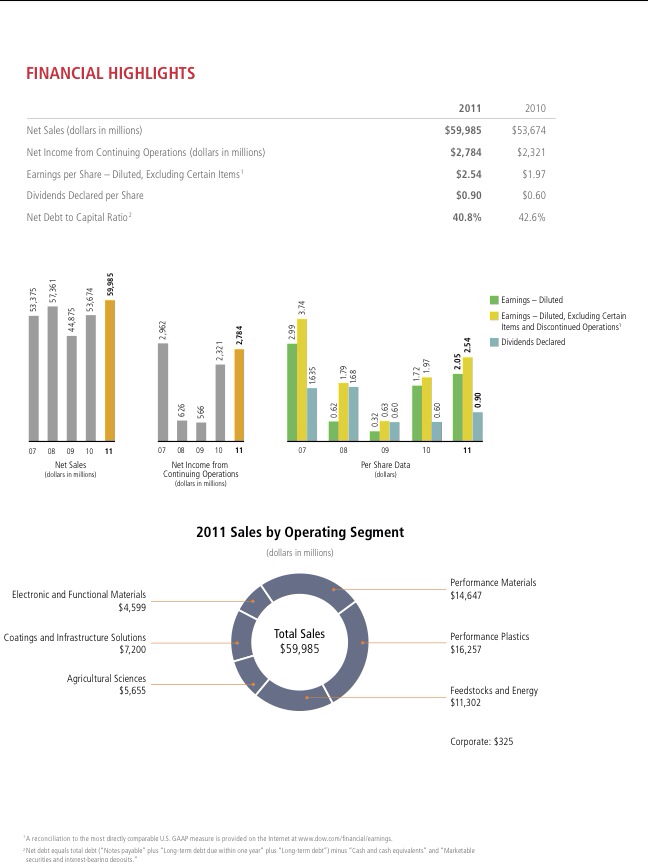 FINANCIAL HIGHLIGHTS
2011 2010
Net Sales (dollars in millions) $59,985 $53,674
Net Income from Continuing Operations (dollars in millions) $2,784 $2,321
Earnings per Share – Diluted, Excluding Certain Items1 $2.54 $1.97
Dividends Declared per Share $0.90 $0.60
Net Debt to Capital Ratio2 40.8% 42.6%
53,375 57,361 44,875 53,674 59,985
07 08 09 10 11
Net Sales
(dollars in millions)
2,962 626 566 2,321 2,784
07 08 09 10 11
Net Income from
Continuing Operations
(dollars in millions)
2.99 3.74 1.635 0.62 1.79 1.68 0.32 0.63 0.60 1.72 1.97 0.60 2.05 2.54 0.90
07 08 09 10 11
Per Share Data
(dollars)
Earnings – Diluted
Earnings – Diluted, Excluding Certain
Items and Discontinued Operations1
Dividends Declared
2011 Sales by Operating Segment
(dollars in millions)
Electronic and Functional Materials
$4,599
Coatings and Infrastructure Solutions
$7,200
Agricultural Sciences
$5,655
Total Sales
$59,985
Performance Materials
$14,647
Performance Plastics
$16,257
Feedstocks and Energy
$11,302
Corporate: $325
1A reconciliation to the most directly comparable U.S. GAAP measure is provided on the Internet at www.dow.com/financial/earnings.
2Net debt equals total debt ("Notes payable" plus "Long-term debt due within one year" plus "Long-term debt") minus "Cash and cash equivalents" and "Marketable
securities and interest-bearing deposits."